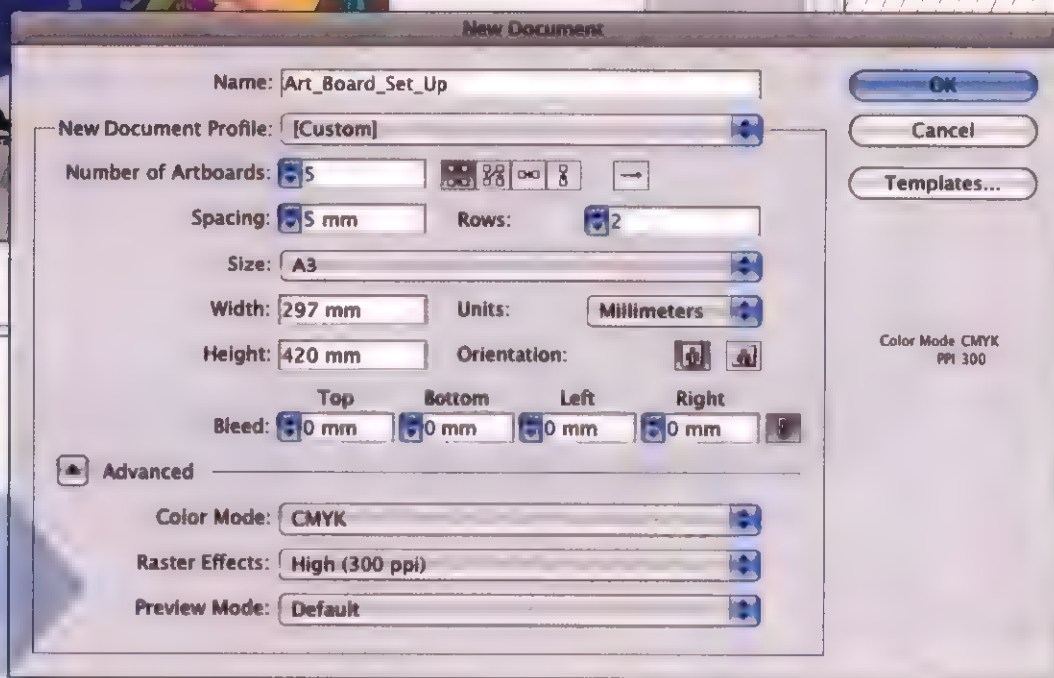 New Document
Name: Art_Board_Set_Up
OK
New Document Profile: [Custom]
Cancel
Number of Artboards: 5
Templates...
Spacing: 5 mm Rows: 2
Size: A3
Width: 297 mm Units: Millimeters
Height: 420 mm Orientation:
Color Mode CMYK
PPI 300
Top Bottom Left Right
Bleed: 0 mm 0 mm 0 mm 0 mm
Advanced
Color Mode: CMYK
Raster Effects: High (300 ppi)
Preview Mode: Default